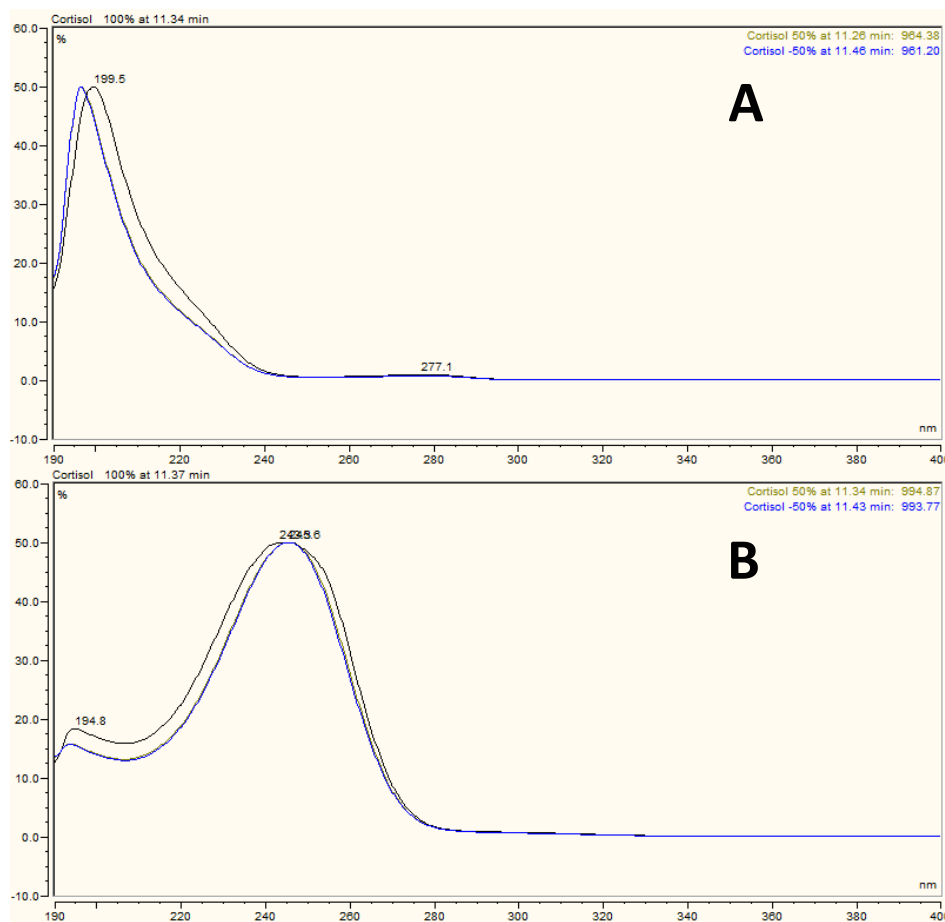 Cortisol 100% at 11.34 min
60.0
%
Cortisol 50% at 11.26 min: 964.38
Cortisol -50% at 11.46 min: 961.20
A
199.5
50.0
40.0
30.0
20.0
10.0
277.1
0.0
-10.0
nm
190 220 240 260 280 300 320 340 360 380 400
Cortisol 100% at 11.37 min
60.0
%
Cortisol 50% at 11.34 min: 994.87
Cortisol -50% at 11.43 min: 993.77
B
50.0
40.0
30.0
194.8
20.0
10.0
0.0
-10.0
nm
190 220 240 260 280 300 320 340 360 380 400